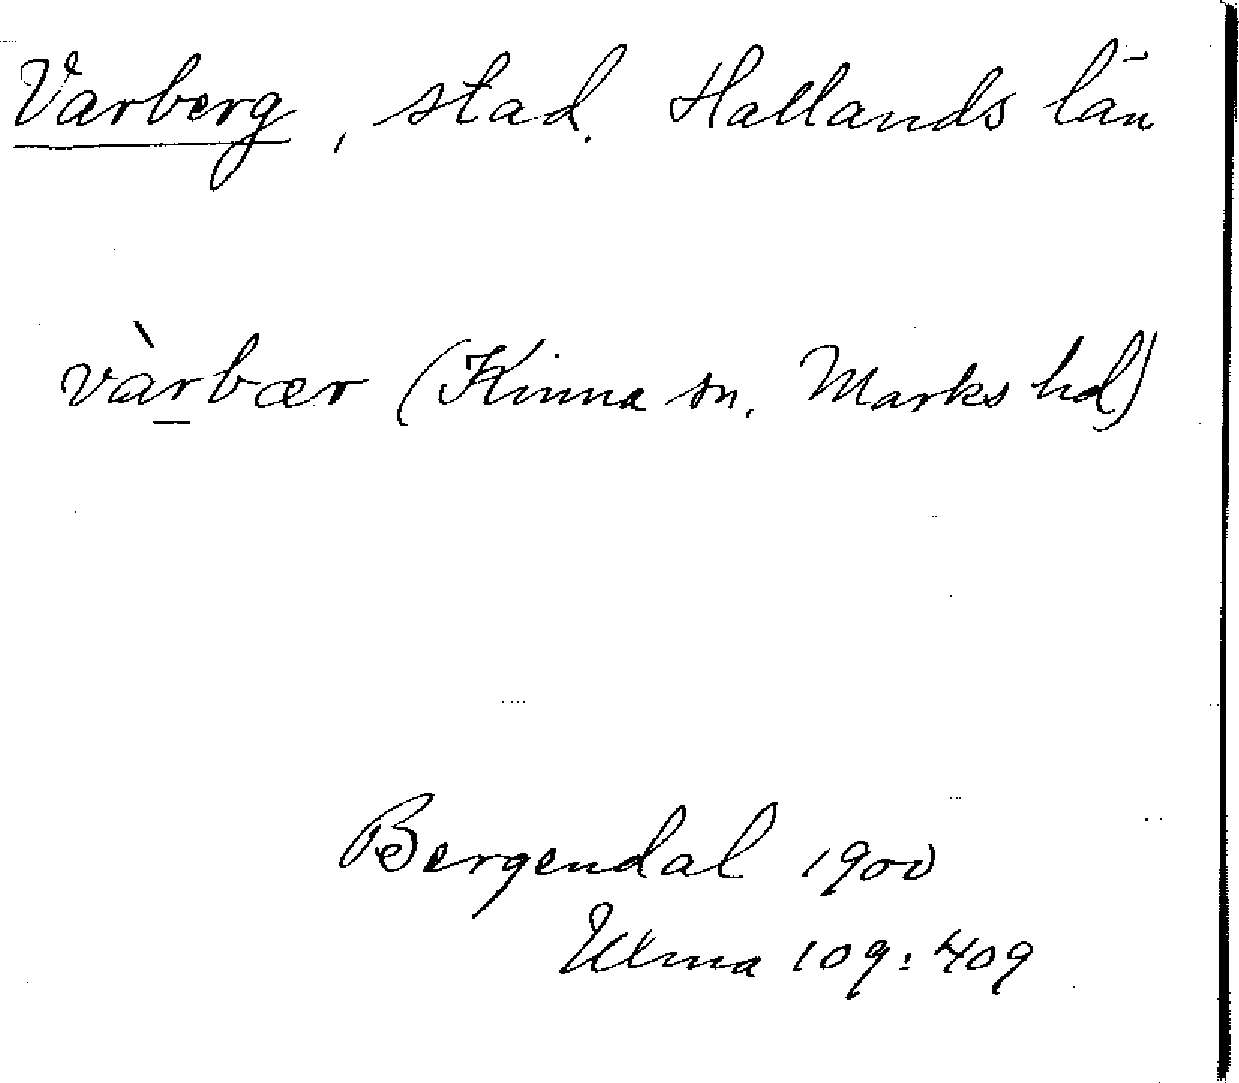 Varberg, stad. Hallands län
vàrbær (Kinna sn. Marks hd)
Bergendal 1900
Ulma 109:409